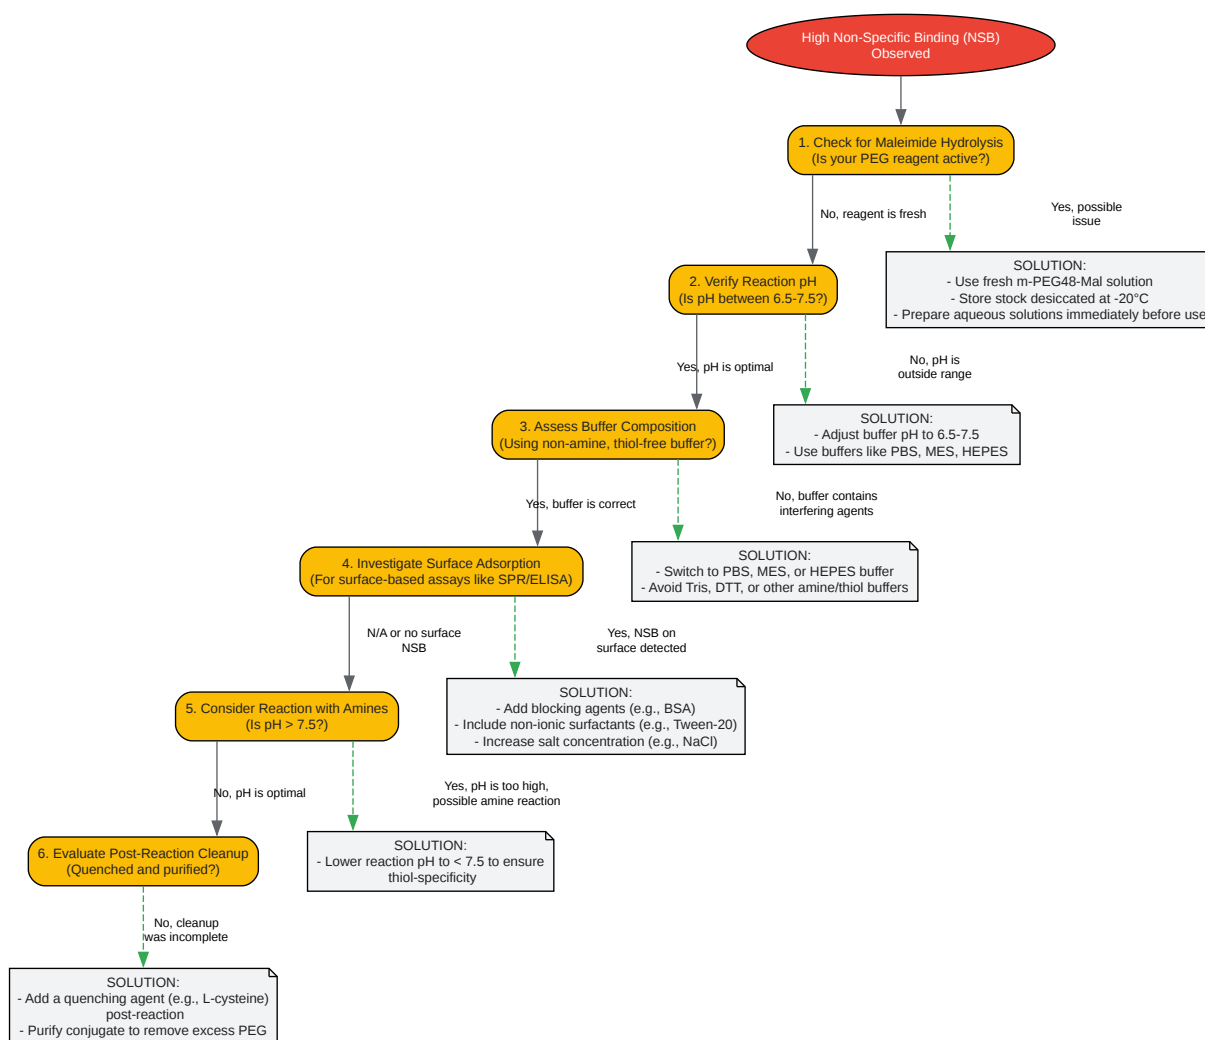 High Non-Specific Binding (NSB)
Observed
1. Check for Maleimide Hydrolysis
(Is your PEG reagent active?)
No, reagent is fresh
Yes, possible
issue
SOLUTION:
- Use fresh m-PEG48-Mal solution
- Store stock desiccated at -20°C
- Prepare aqueous solutions immediately before use
2. Verify Reaction pH
(Is pH between 6.5-7.5?)
Yes, pH is optimal
No, pH is
outside range
SOLUTION:
- Adjust buffer pH to 6.5-7.5
- Use buffers like PBS, MES, HEPES
3. Assess Buffer Composition
(Using non-amine, thiol-free buffer?)
Yes, buffer is correct
No, buffer contains
interfering agents
SOLUTION:
- Switch to PBS, MES, or HEPES buffer
- Avoid Tris, DTT, or other amine/thiol buffers
4. Investigate Surface Adsorption
(For surface-based assays like SPR/ELISA)
N/A or no surface
NSB
Yes, NSB on
surface detected
SOLUTION:
- Add blocking agents (e.g., BSA)
- Include non-ionic surfactants (e.g., Tween-20)
- Increase salt concentration (e.g., NaCl)
5. Consider Reaction with Amines
(Is pH > 7.5?)
No, pH is optimal
Yes, pH is too high,
possible amine reaction
SOLUTION:
- Lower reaction pH to < 7.5 to ensure
thiol-specificity
6. Evaluate Post-Reaction Cleanup
(Quenched and purified?)
No, cleanup
was incomplete
SOLUTION:
- Add a quenching agent (e.g., L-cysteine)
post-reaction
- Purify conjugate to remove excess PEG